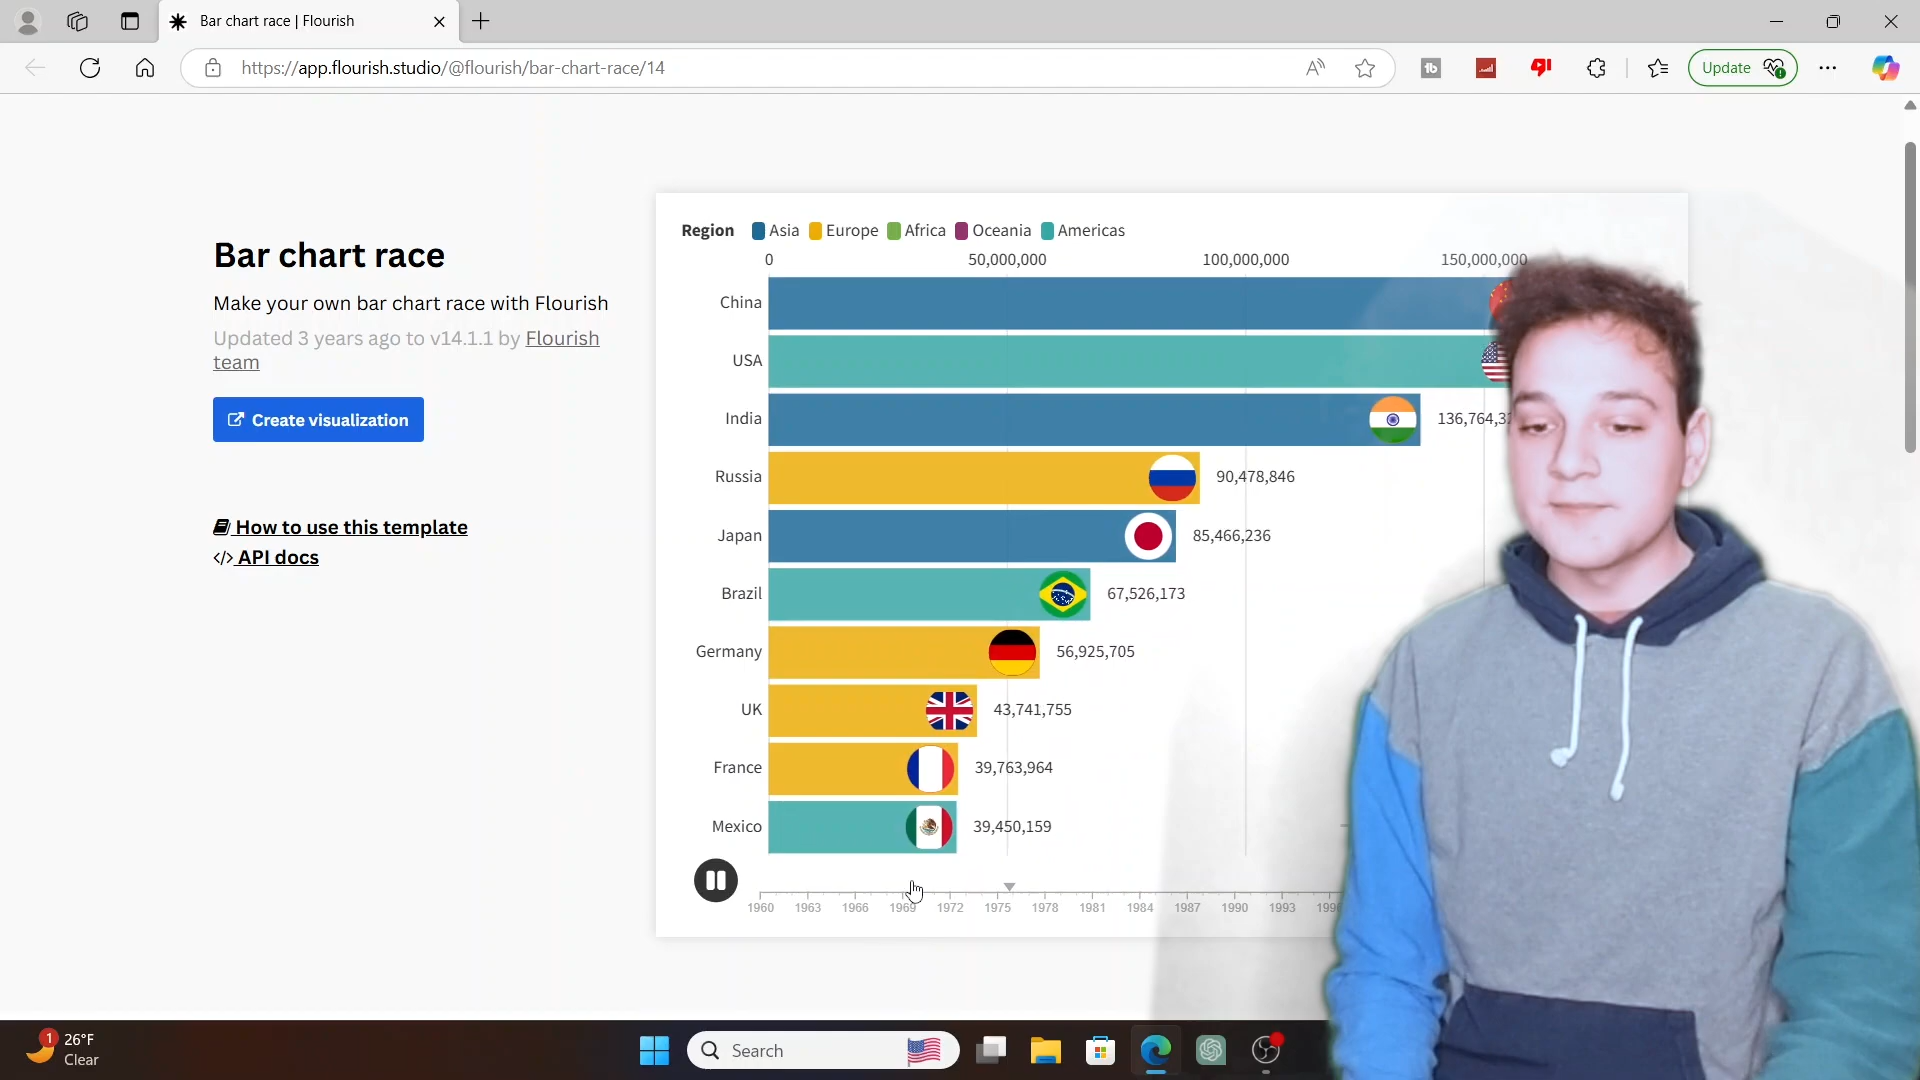 Bar chart race | Flourish
https://app.flourish.studio/@flourish/bar-chart-race/14
Update
Bar chart race
Make your own bar chart race with Flourish
Updated 3 years ago to v14.1.1 by Flourish
team
Create visualization
How to use this template
</> API docs
Region Asia Europe Africa Oceania Americas
0 50,000,000 100,000,000 150,000,000
China
USA
India
Russia 90,478,846
Japan 85,466,236
Brazil 67,526,173
Germany 56,925,705
UK 43,741,755
France 39,763,964
Mexico 39,450,159
1960 1963 1966 1969 1972 1975 1978 1981 1984 1987 1990 1993
1 26°F
Clear
Search